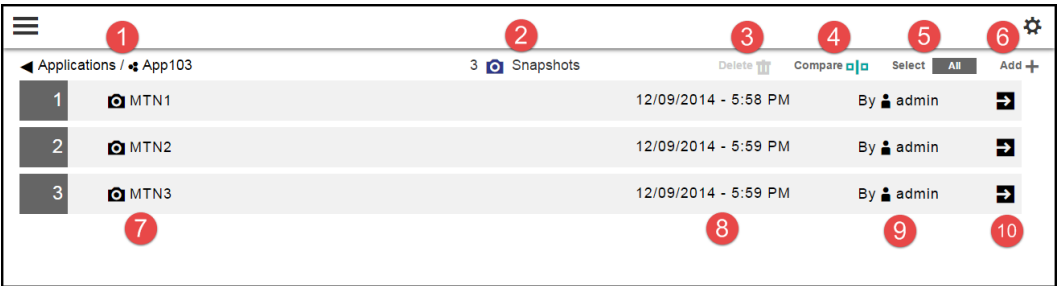 1 2 3 4 5 6
Applications / App103 3 Snapshots Delete Compare Select All Add
1 MTN1 12/09/2014 - 5:58 PM By admin
2 MTN2 12/09/2014 - 5:59 PM By admin
3 MTN3 12/09/2014 - 5:59 PM By admin
7 8 9 10